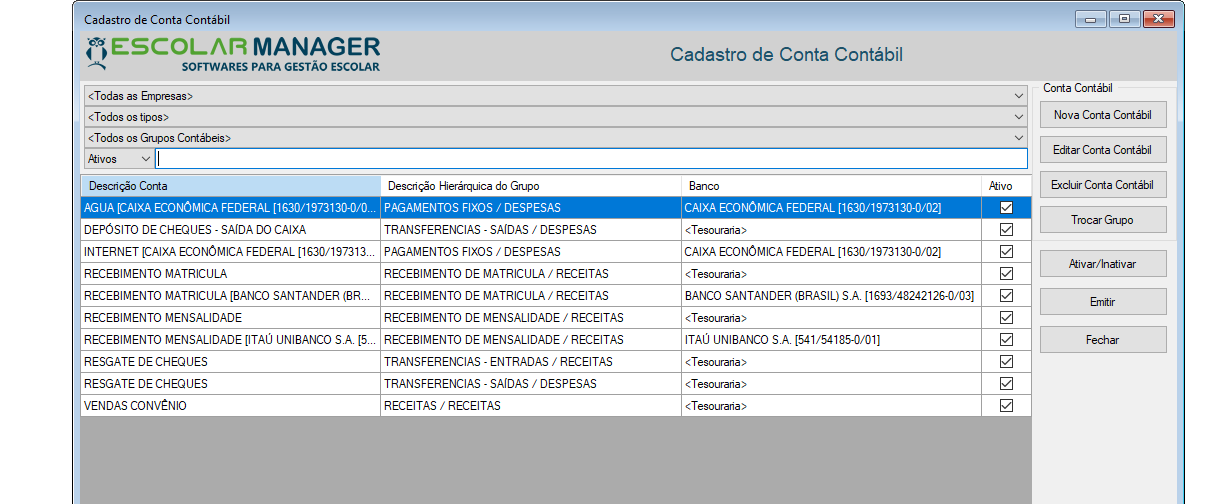 Cadastro de Conta Contábil
ESCOLAR MANAGER
SOFTWARES PARA GESTÃO ESCOLAR
Cadastro de Conta Contábil
<Todas as Empresas>
<Todos os tipos>
<Todos os Grupos Contábeis>
Ativos
Descrição Conta Descrição Hierárquica do Grupo Banco Ativo
AGUA [CAIXA ECONÔMICA FEDERAL [1630/1973130-0/0... PAGAMENTOS FIXOS / DESPESAS CAIXA ECONÔMICA FEDERAL [1630/1973130-0/02]
DEPÓSITO DE CHEQUES - SAÍDA DO CAIXA TRANSFERENCIAS - SAÍDAS / DESPESAS <Tesouraria>
INTERNET [CAIXA ECONÔMICA FEDERAL [1630/197313... PAGAMENTOS FIXOS / DESPESAS CAIXA ECONÔMICA FEDERAL [1630/1973130-0/02]
RECEBIMENTO MATRICULA RECEBIMENTO DE MATRICULA / RECEITAS <Tesouraria>
RECEBIMENTO MATRICULA [BANCO SANTANDER (BR... RECEBIMENTO DE MATRICULA / RECEITAS BANCO SANTANDER (BRASIL) S.A. [1693/48242126-0/03]
RECEBIMENTO MENSALIDADE RECEBIMENTO DE MENSALIDADE / RECEITAS <Tesouraria>
RECEBIMENTO MENSALIDADE [ITAÚ UNIBANCO S.A. [5... RECEBIMENTO DE MENSALIDADE / RECEITAS ITAÚ UNIBANCO S.A. [541/54185-0/01]
RESGATE DE CHEQUES TRANSFERENCIAS - ENTRADAS / RECEITAS <Tesouraria>
RESGATE DE CHEQUES TRANSFERENCIAS - SAÍDAS / DESPESAS <Tesouraria>
VENDAS CONVÊNIO RECEITAS / RECEITAS <Tesouraria>
Conta Contábil
Nova Conta Contábil
Editar Conta Contábil
Excluir Conta Contábil
Trocar Grupo
Ativar/Inativar
Emitir
Fechar